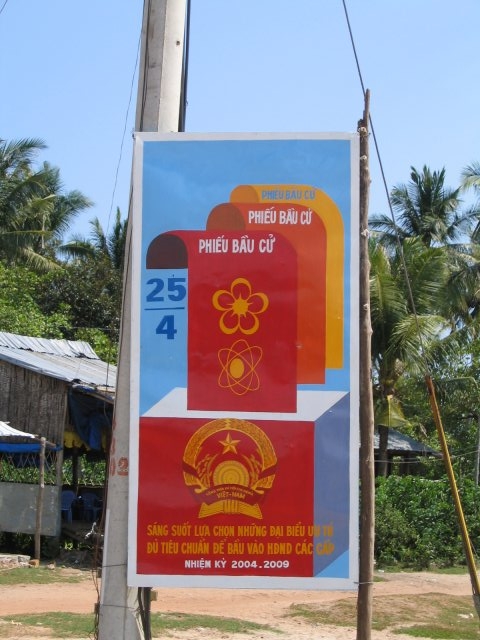 PHIẾU BẦU CỬ
PHIẾU BẦU CỬ
PHIẾU BẦU CỬ
25
4
VIỆT-NAM
SÁNG SUỐT LỰA CHỌN NHỮNG ĐẠI BIỂU ƯU TÚ
ĐỦ TIÊU CHUẨN ĐỂ BẦU VÀO HĐND CÁC CẤP
NHIỆM KỲ 2004-2009